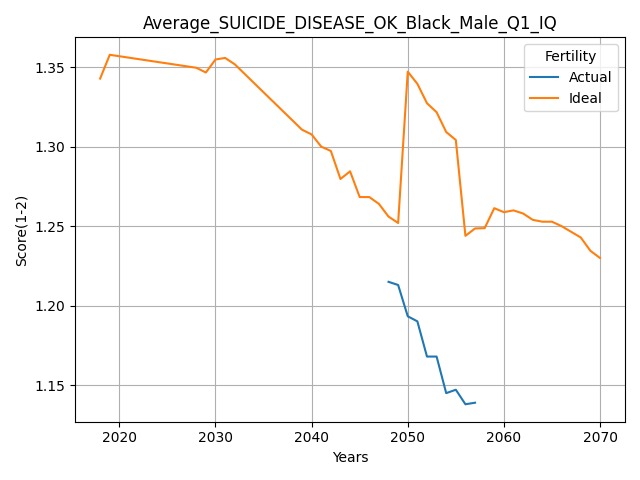 Average_SUICIDE_DISEASE_OK_Black_Male_Q1_IQ
Fertility
Actual
Ideal
Score(1-2)
1.35
1.30
1.25
1.20
1.15
2020 2030 2040 2050 2060 2070
Years